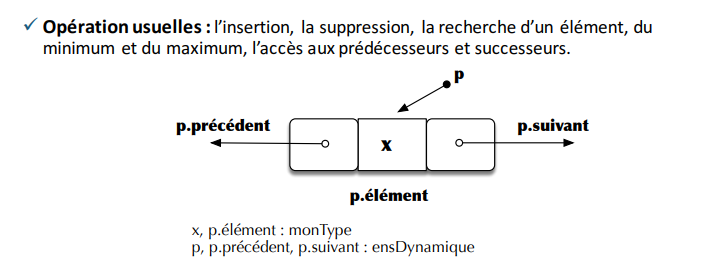 ✓ Opération usuelles : l'insertion, la suppression, la recherche d'un élément, du
minimum et du maximum, l'accès aux prédécesseurs et successeurs.
p
p.précédent
p.suivant
x
p.élément
x, p.élément : monType
p, p.précédent, p.suivant : ensDynamique